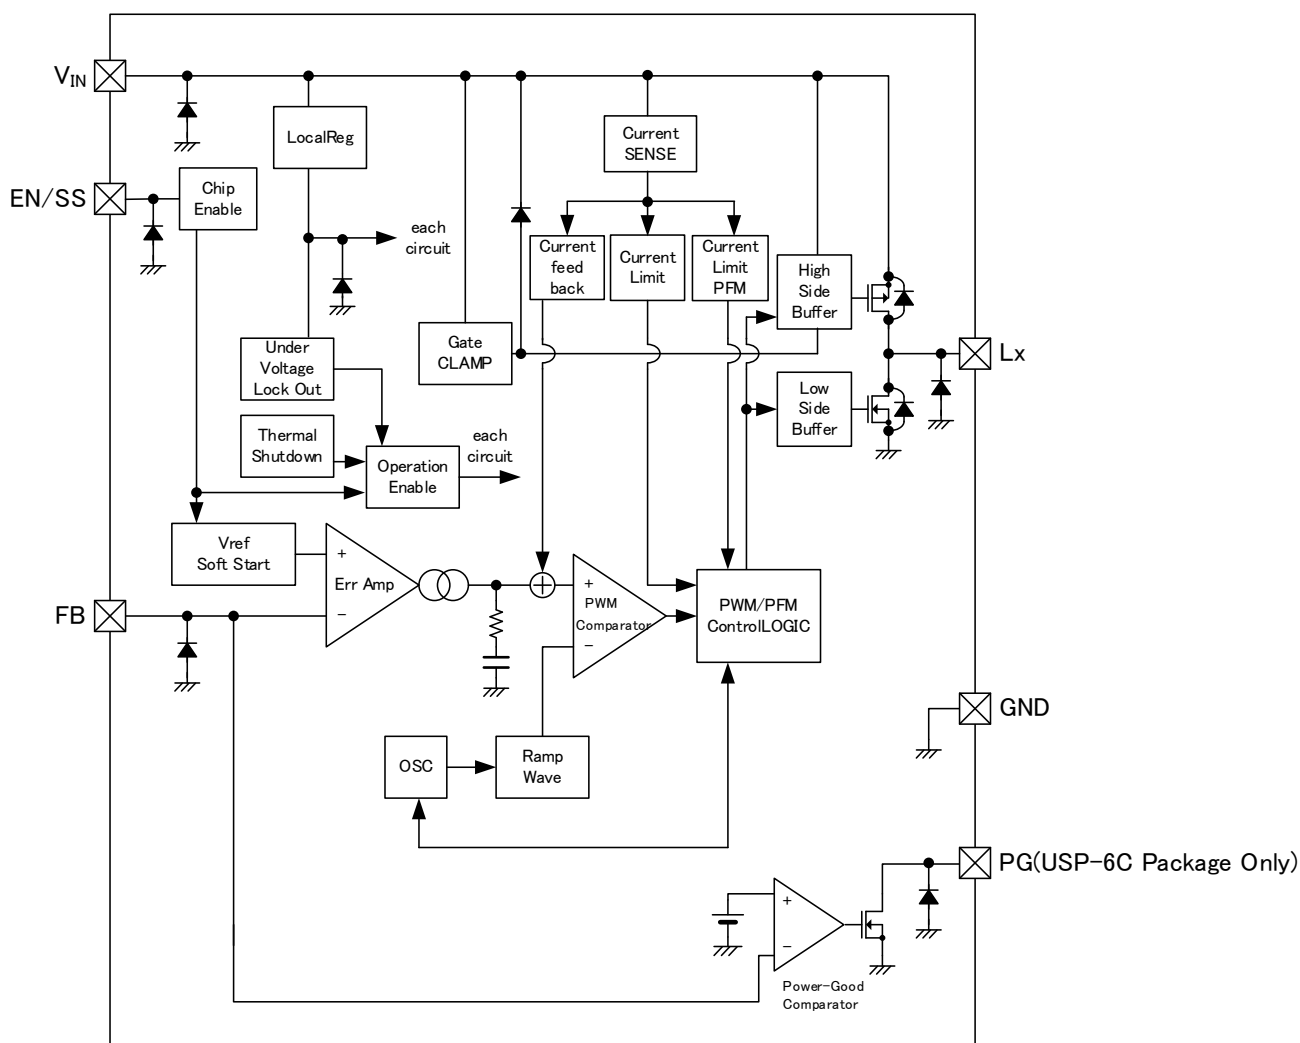 VIN
LocalReg
Current
SENSE
EN/SS
Chip
Enable
each
circuit
Current
feed
back
Current
Limit
Current
Limit
PFM
High
Side
Buffer
Under
Voltage
Lock Out
Gate
CLAMP
Lx
Low
Side
Buffer
Thermal
Shutdown
Operation
Enable
each
circuit
Vref
Soft Start
+
Err Amp
−
+
PWM
Comparator
−
PWM/PFM
ControlLOGIC
FB
GND
OSC
Ramp
Wave
PG(USP-6C Package Only)
+
−
Power-Good
Comparator